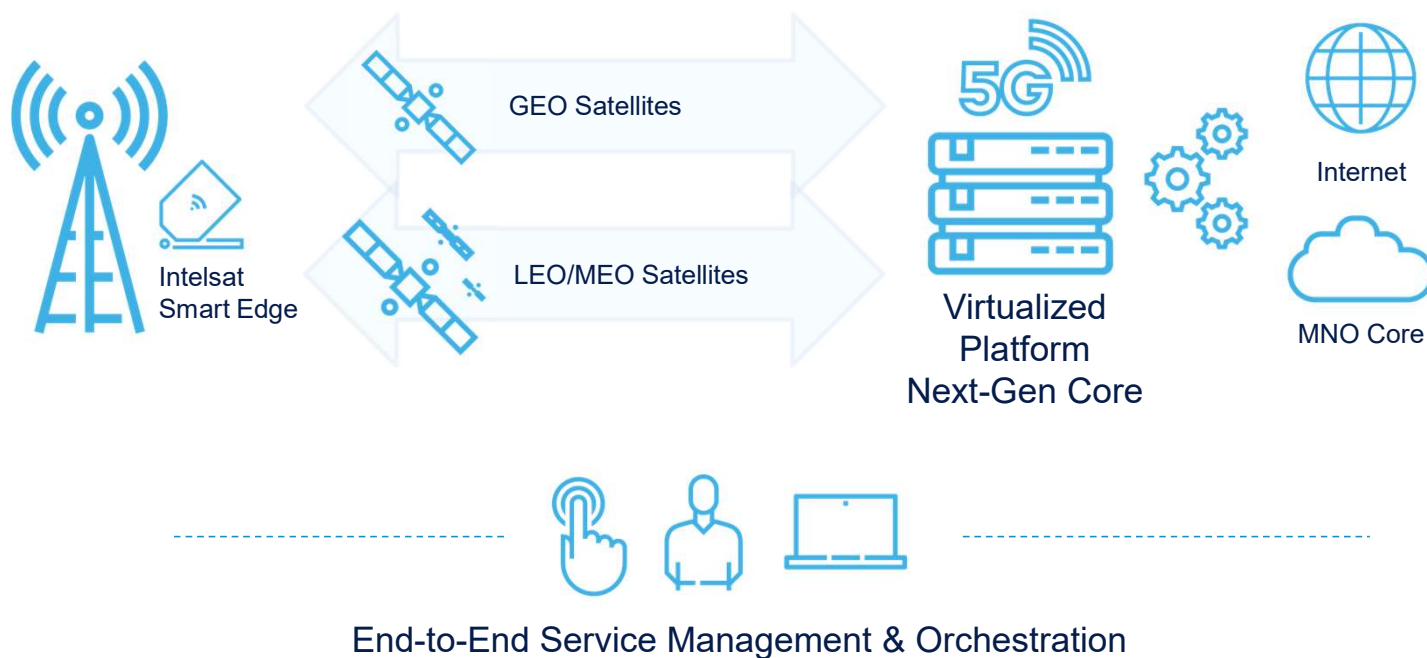 5G
GEO Satellites
Internet
LEO/MEO Satellites
Intelsat
Smart Edge
Virtualized
Platform
Next-Gen Core
MNO Core
End-to-End Service Management & Orchestration